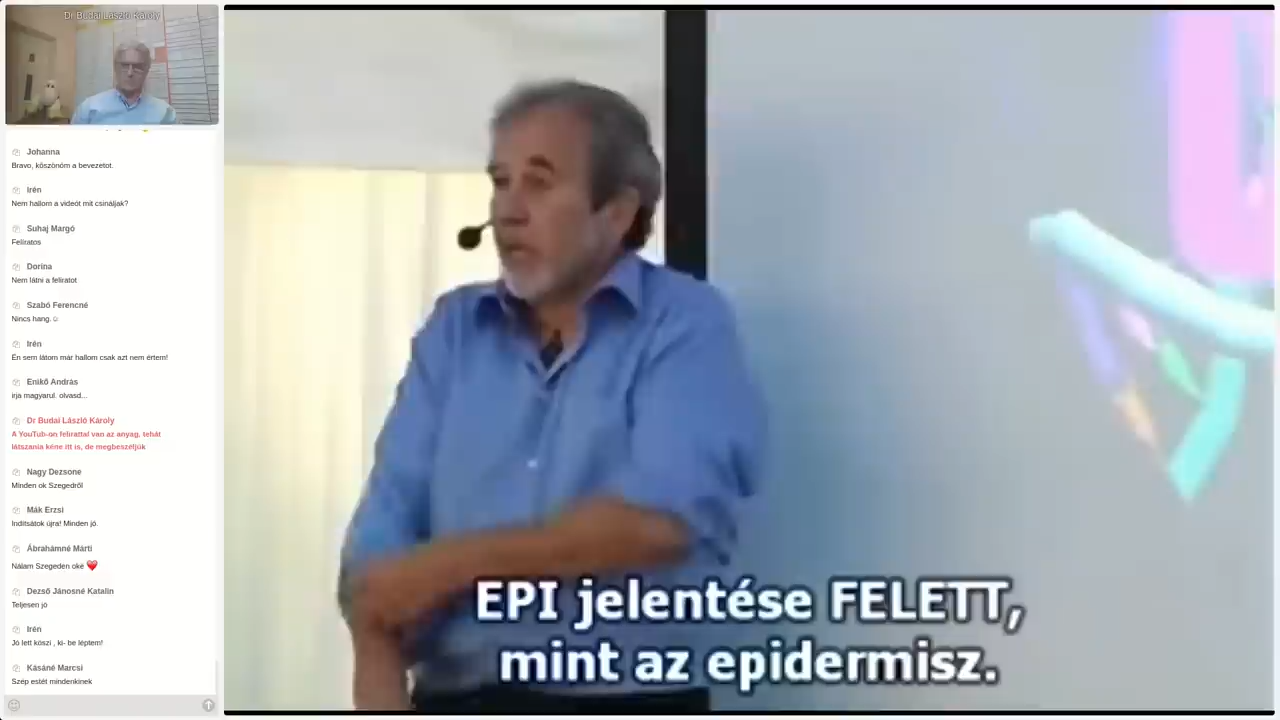 Dr Budai László Károly
Johanna
Bravo, köszönöm a bevezetot.
Irén
Nem hallom a videót mit csináljak?
Suhaj Margó
Feliratos
Dorina
Nem látni a feliratot
Szabó Ferencné
Nincs hang.☺
Irén
Én sem látom már hallom csak azt nem értem!
Enikő András
irja magyarul. olvasd...
Dr Budai László Károly
A YouTub-on felirattal van az anyag, tehát
látszania kéne itt is, de megbeszéljük
Nagy Dezsone
Minden ok Szegedről
Mák Erzsi
Indítsátok újra! Minden jó.
Ábrahámné Márti
Nálam Szegeden oké ❤
Dezső Jánosné Katalin
Teljesen jó
Irén
Jó lett köszi , ki- be léptem!
Kásáné Marcsi
Szép estét mindenkinek
EPI jelentése FELETT,
mint az epidermisz.